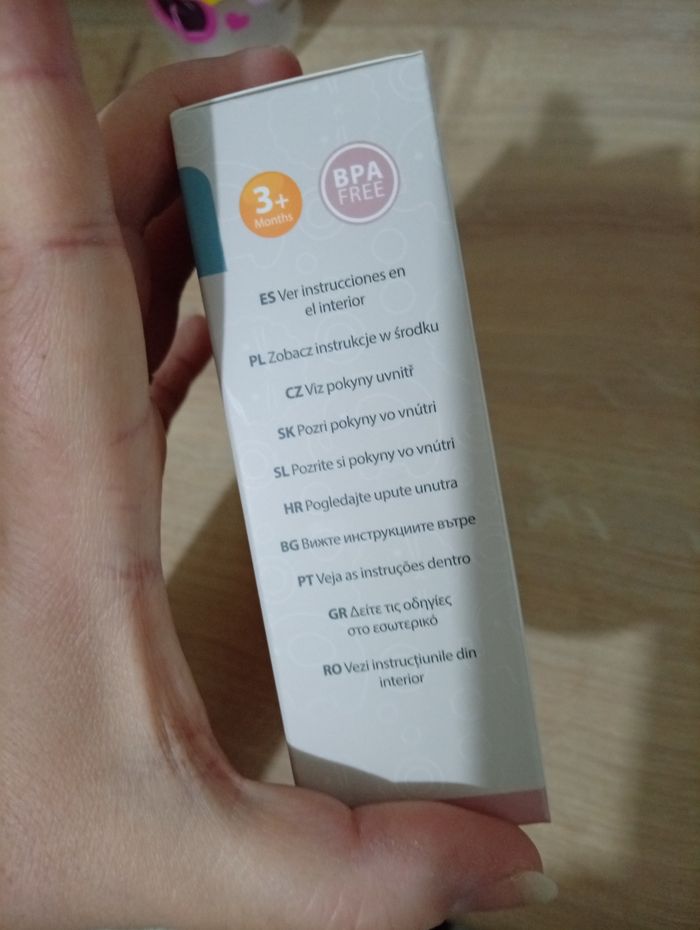 3+
Months
BPA
FREE
ES Ver instrucciones en
el interior
PL Zobacz instrukcje w środku
CZ Viz pokyny uvnitř
SK Pozri pokyny vo vnútri
SL Pozrite si pokyny vo vnútri
HR Pogledajte upute unutra
BG Вижте инструкциите вътре
PT Veja as instruções dentro
GR Δείτε τις οδηγίες
στο εσωτερικό
RO Vezi instrucțiunile din
interior